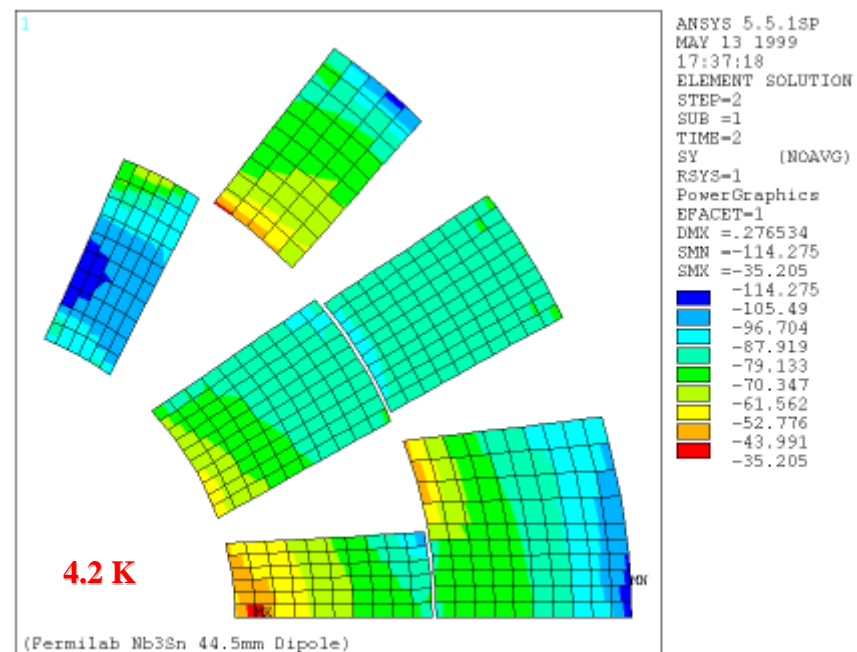 1
ANSYS 5.5.1SP
MAY 13 1999
17:37:18
ELEMENT SOLUTION
STEP=2
SUB =1
TIME=2
SY (NOAVG)
RSYS=1
PowerGraphics
EFACET=1
DMX =.276534
SMN =-114.275
SMX =-35.205
-114.275
-105.49
-96.704
-87.919
-79.133
-70.347
-61.562
-52.776
-43.991
-35.205
MN
4.2 K
MX
(Fermilab Nb3Sn 44.5mm Dipole)